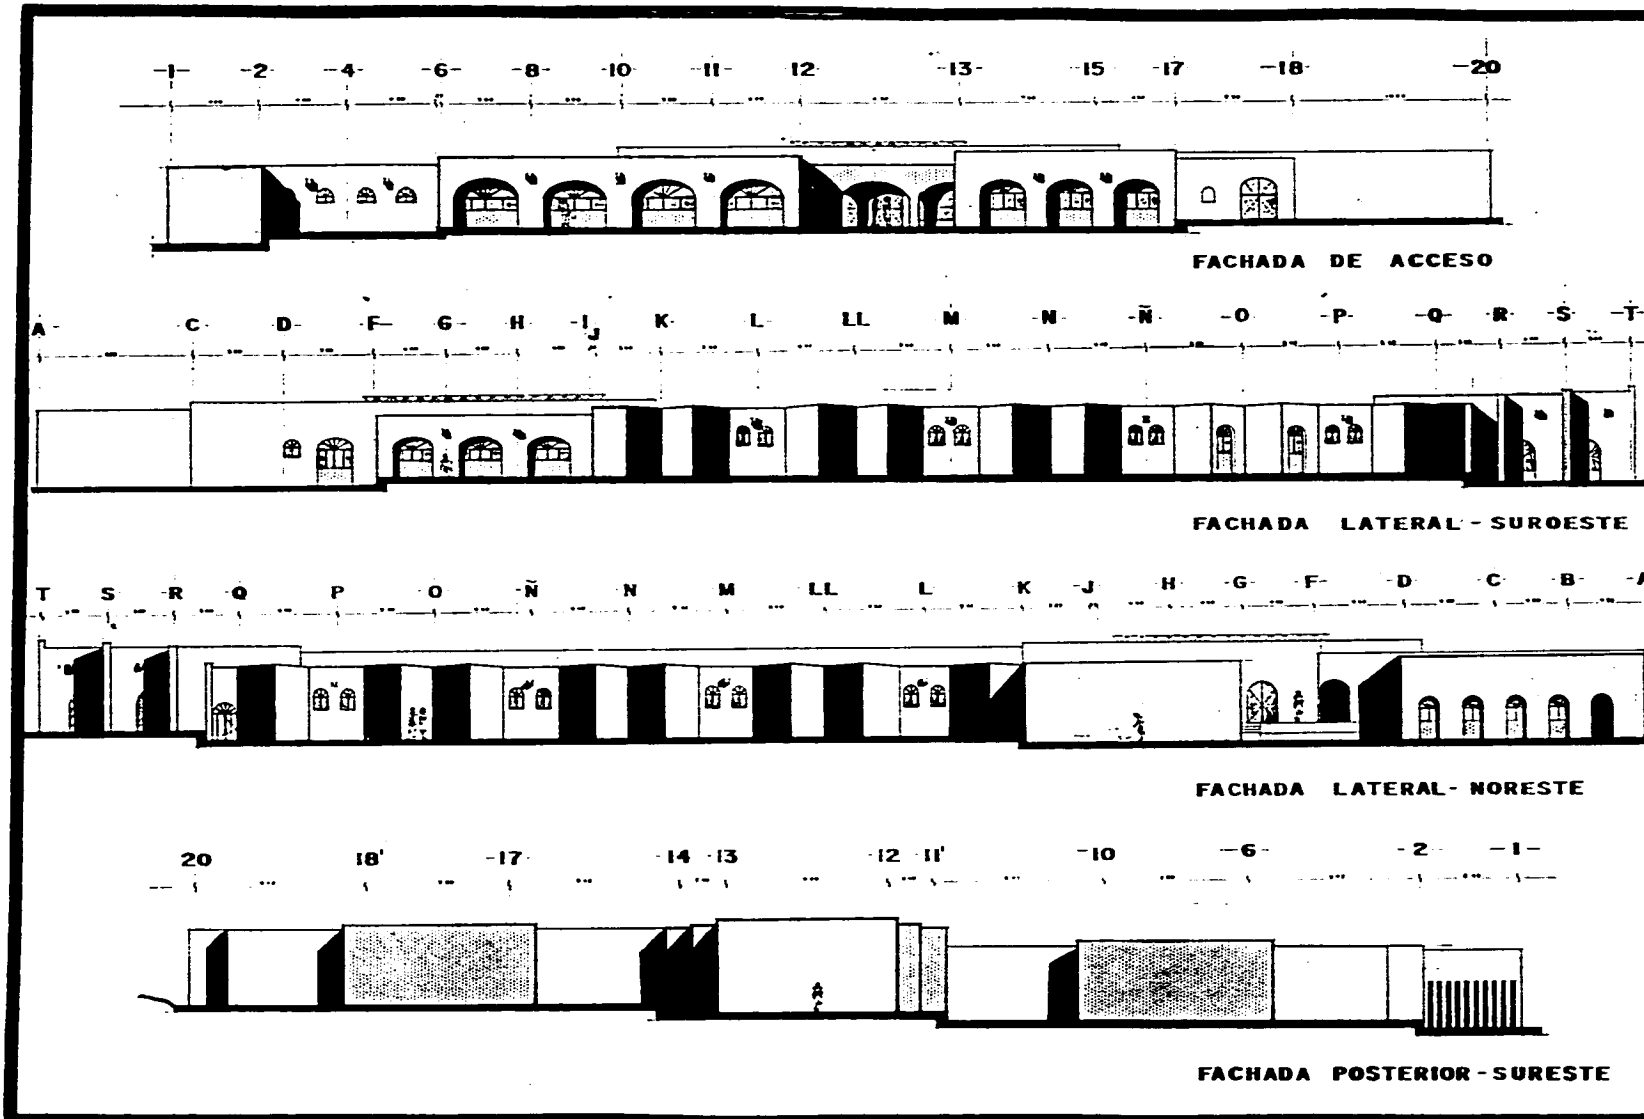 -1- -2- -4- -6- -8- -10- -11- 12 -13- -15 -17 -18- -20
FACHADA DE ACCESO
A- -C- -D- -F- -G- -H- -I- J K- -L- -LL -M -N- -Ñ -O- -P- -Q- -R- -S- -T-
FACHADA LATERAL-SUROESTE
T S- -R -Q P O -Ñ N M -LL L K -J- -H- -G- -F- -D- -C- -B- -A
FACHADA LATERAL-NORESTE
20 18' -17- -14 -13 -12 -11' -10 -6- -2- -1-
FACHADA POSTERIOR-SURESTE